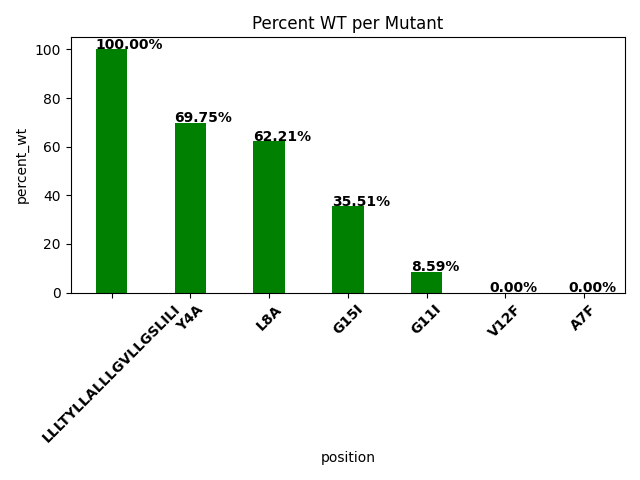 Percent WT per Mutant
percent_wt
100
80
60
40
20
0
100.00%
69.75%
62.21%
35.51%
8.59%
0.00%
0.00%
LLLTYLLALLLGVLLGSLILI
Y4A
L8A
G15I
G11I
V12F
A7F
position